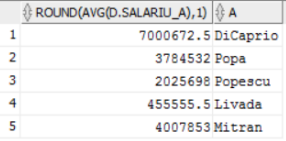 ROUND(AVG(D.SALARIU_A),1) A
1 7000672.5 DiCaprio
2 3784532 Popa
3 2025698 Popescu
4 455555.5 Livada
5 4007853 Mitran